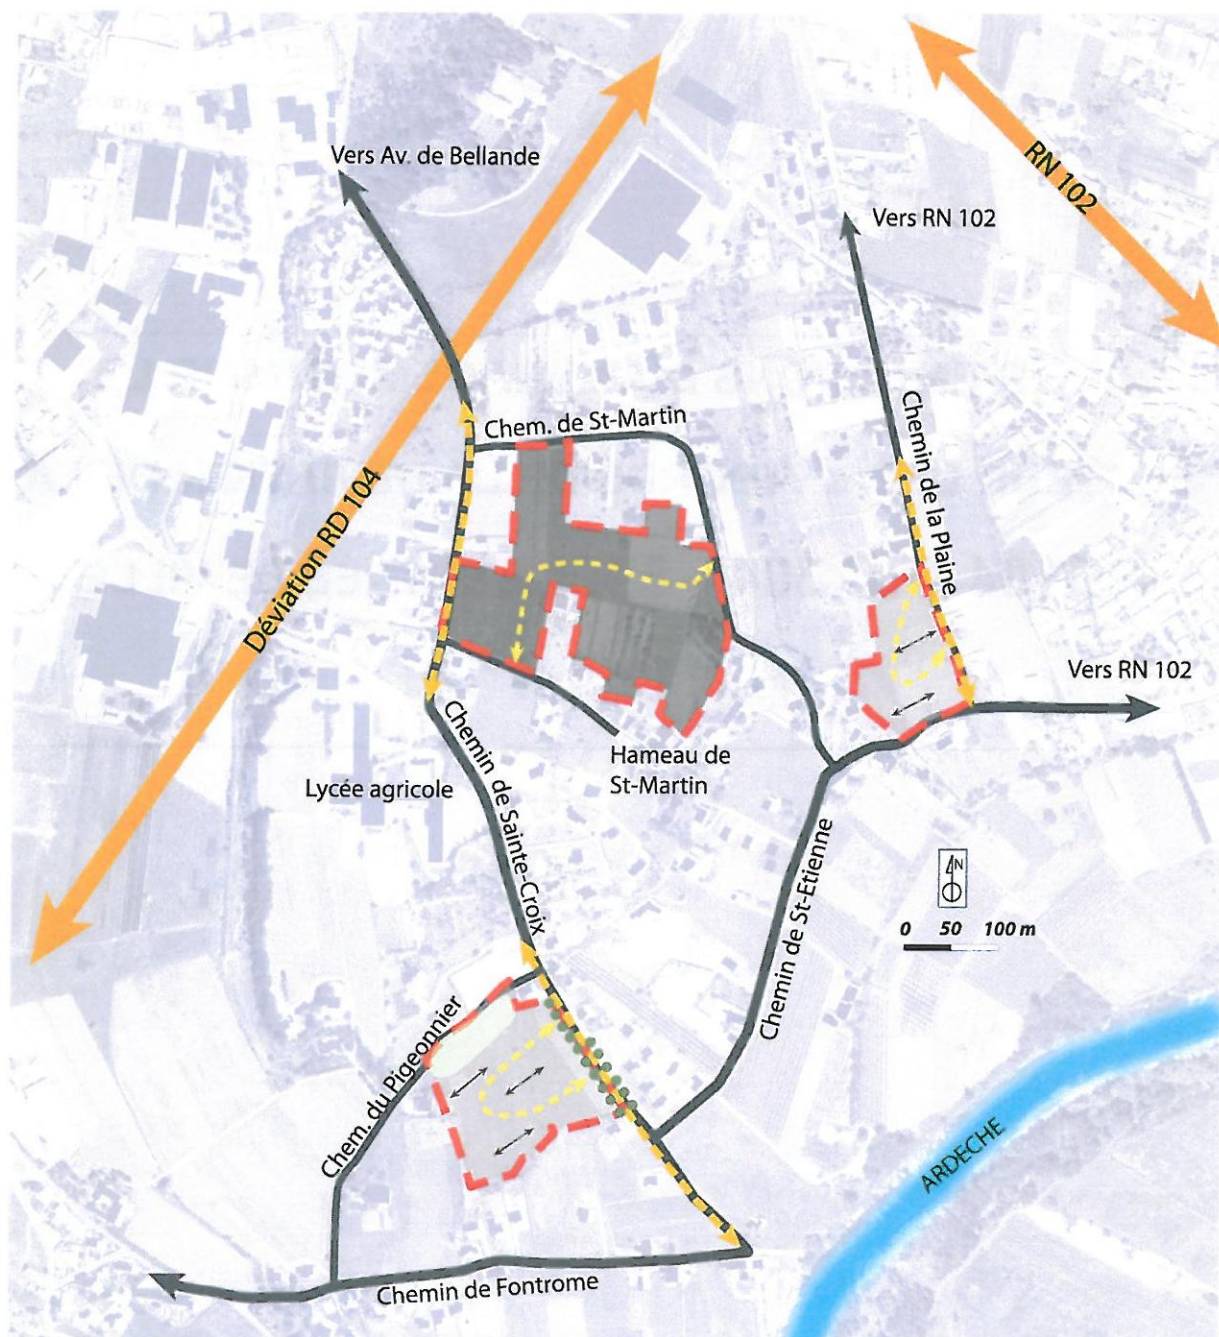 Vers Av. de Bellande
RN 102
Vers RN 102
Chem. de St-Martin
Chemin de la Plaine
Déviation RD 104
Vers RN 102
Hameau de
St-Martin
Lycée agricole
Chemin de Sainte-Croix
Chemin de St-Etienne
N
0 50 100 m
Chem. du Pigeonnier
ARDECHE
Chemin de Fontrome